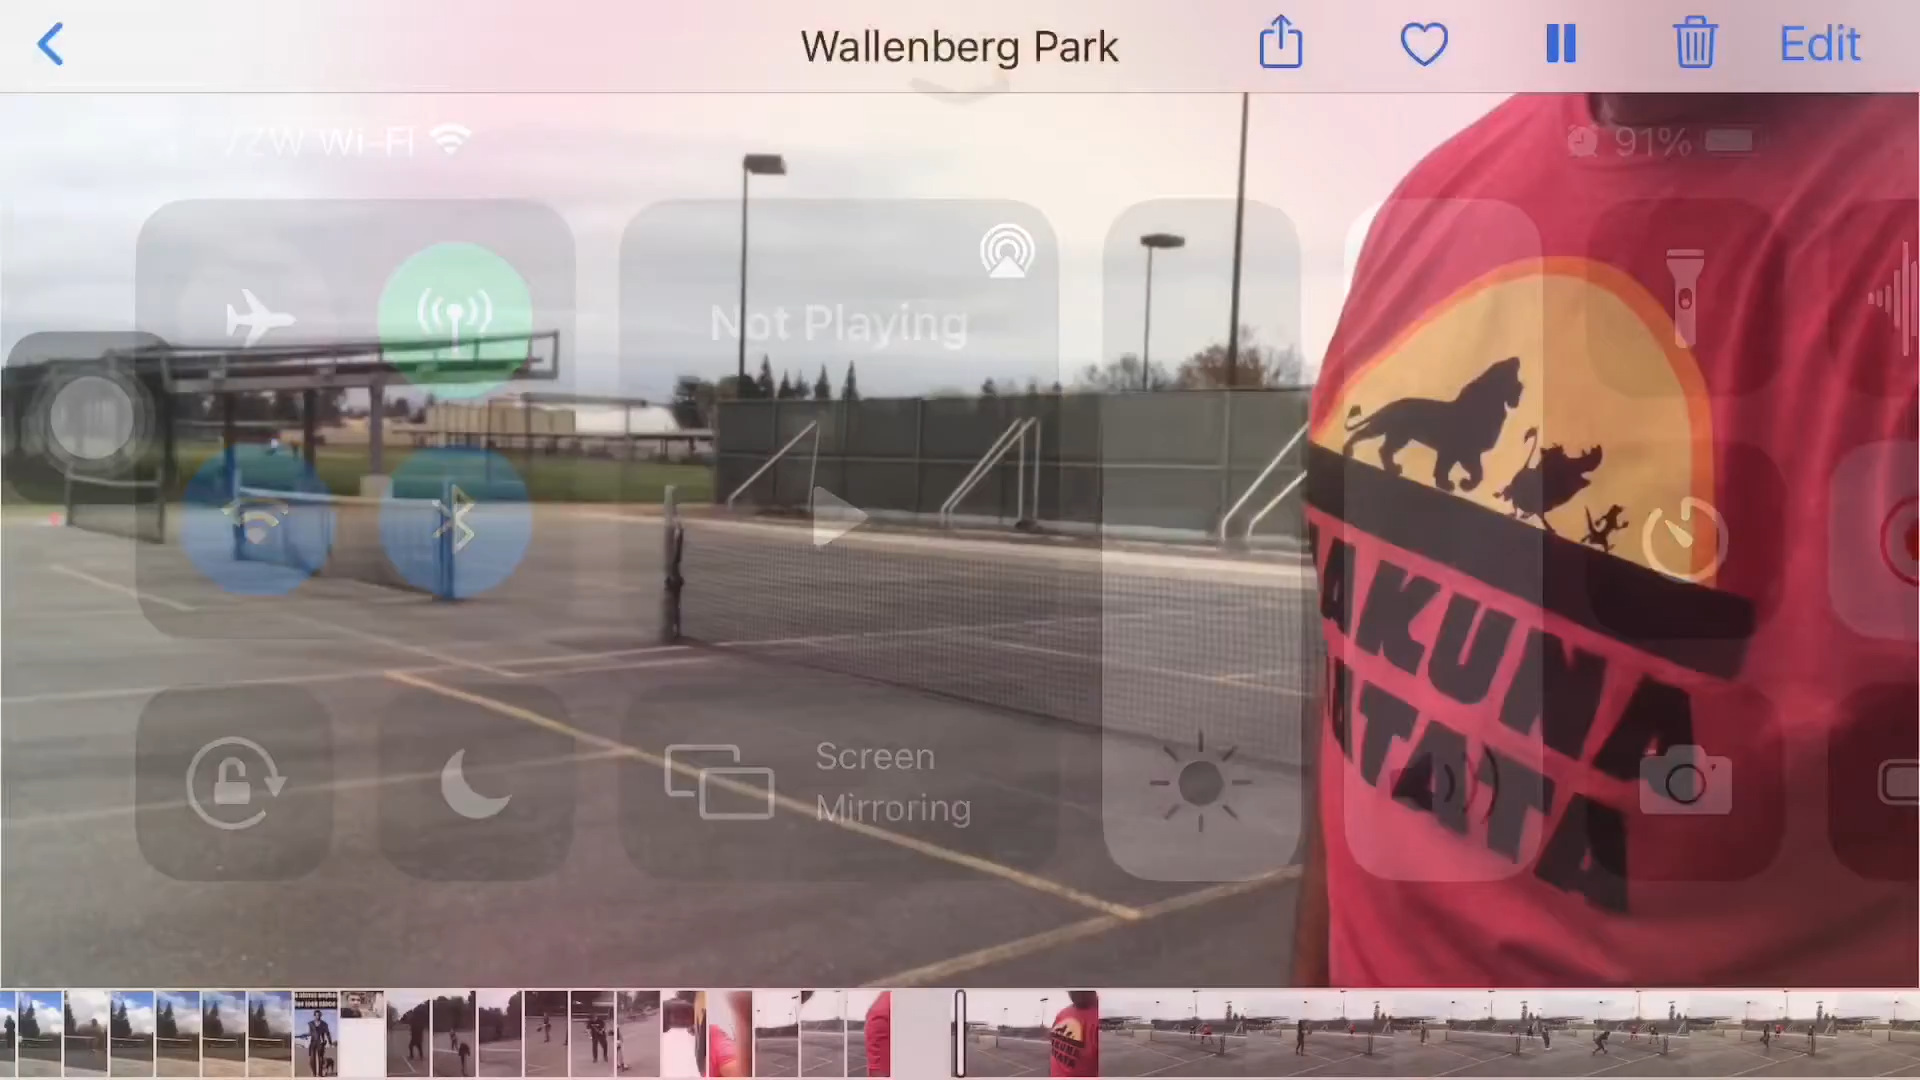 Wallenberg Park
Edit
Wi-Fi
91%
Not Playing
AKUNA
ATATA
Screen
Mirroring